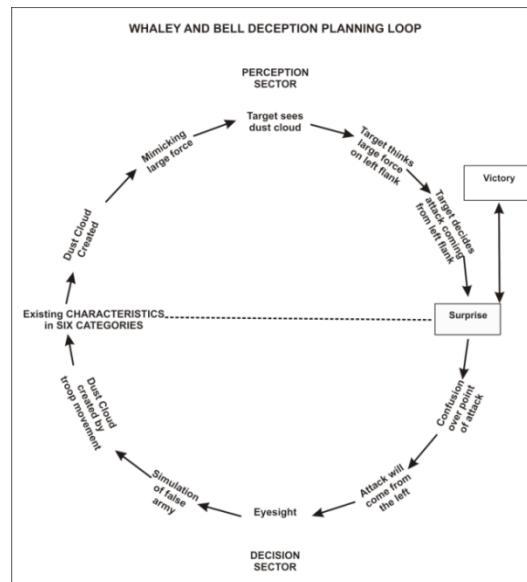 WHALEY AND BELL DECEPTION PLANNING LOOP
PERCEPTION
SECTOR
Target sees
dust cloud
Target thinks
large force
on left flank
Target decides
attack coming
from left flank
Victory
Surprise
Confusion
over point
of attack
Attack will
come from
the left
Eyesight
DECISION
SECTOR
Simulation
of false
army
Dust Cloud
created by
troop movement
Existing CHARACTERISTICS
in SIX CATEGORIES
Dust Cloud
Created
Mimicking
large force